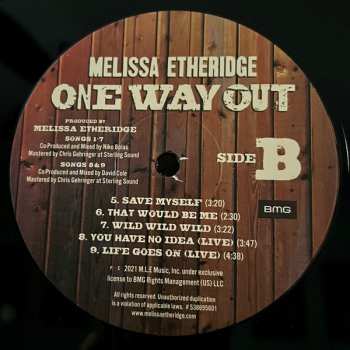 MELISSA ETHERIDGE
ONE WAY OUT
PRODUCED BY
MELISSA ETHERIDGE
SONGS 1-7
Co-Produced and Mixed by Niko Bolas
Mastered by Chris Gehringer at Sterling Sound
SONGS 8&9
Co-Produced and Mixed by David Cole
Mastered by Chris Gehringer at Sterling Sound
SIDE B
BMG
5. SAVE MYSELF (3:20)
6. THAT WOULD BE ME (2:30)
7. WILD WILD WILD (3:22)
8. YOU HAVE NO IDEA (LIVE) (3:47)
9. LIFE GOES ON (LIVE) (4:38)
℗ © 2021 M.L.E Music, Inc. under exclusive
license to BMG Rights Management (US) LLC
All rights reserved. Unauthorized duplication
is a violation of applicable laws. # 538695601
www.melissaetheridge.com